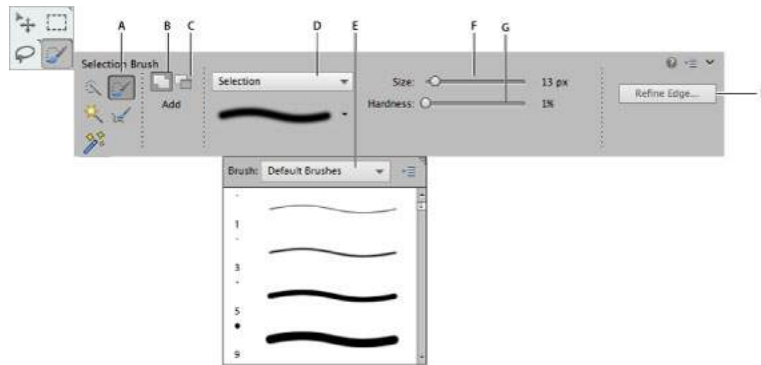 A B C D E F G
Selection Brush
Selection
Size: 13 px
Add
Hardness: 1%
Refine Edge...
Brush: Default Brushes
1
3
5
9